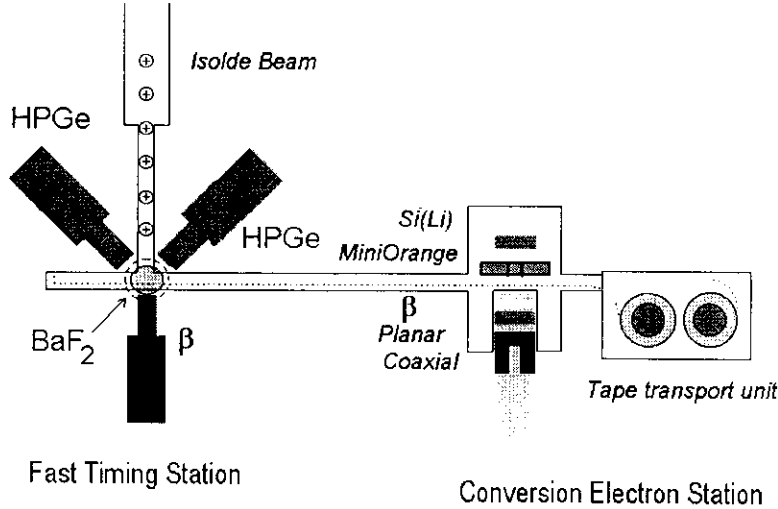 Isolde Beam
HPGe
HPGe
Si(Li)
MiniOrange
BaF2
β
β
Planar
Coaxial
Tape transport unit
Fast Timing Station
Conversion Electron Station